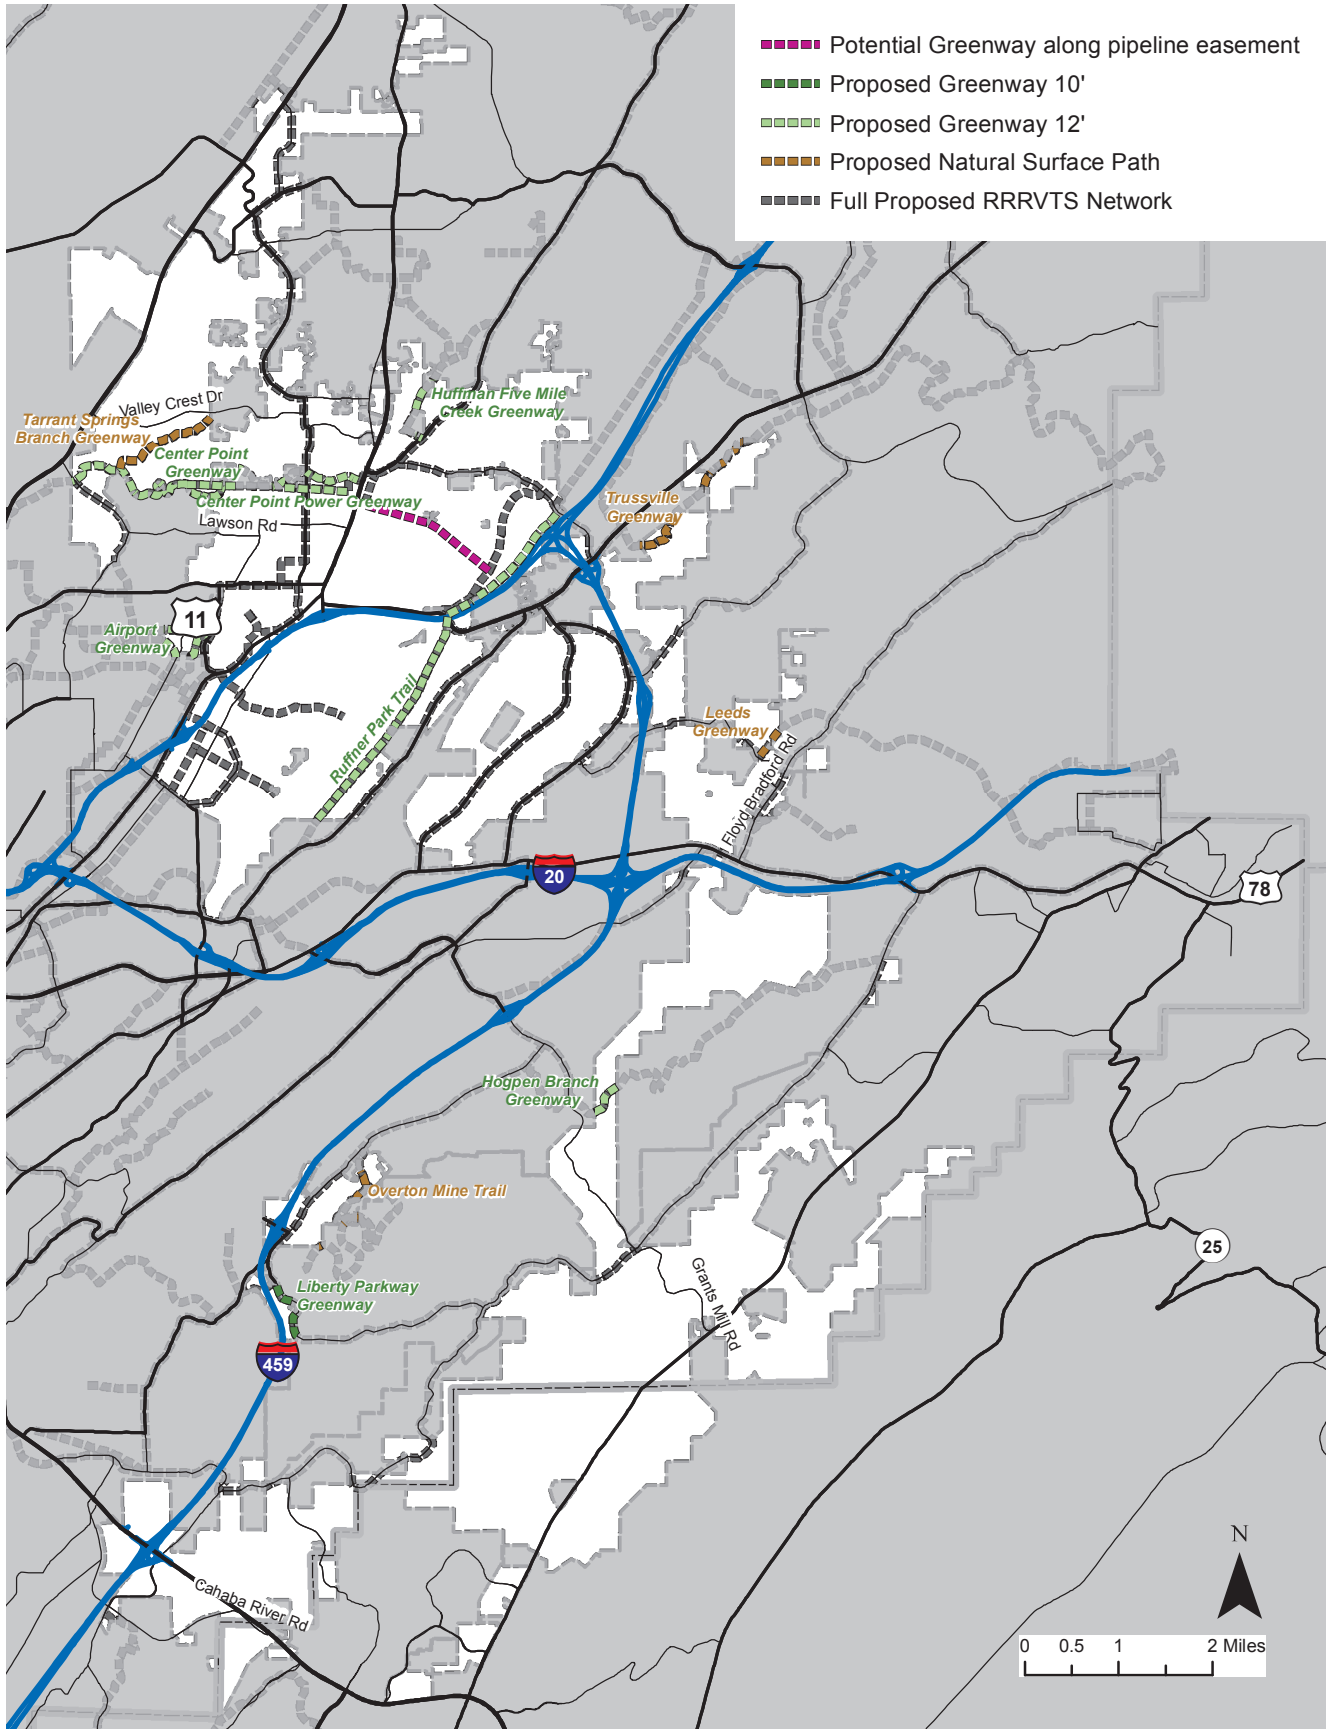 Potential Greenway along pipeline easement
Proposed Greenway 10'
Proposed Greenway 12'
Proposed Natural Surface Path
Full Proposed RRRVTS Network
Huffman Five Mile
Creek Greenway
Valley Crest Dr
Tarrant Springs
Branch Greenway
Center Point
Greenway
Center Point Power Greenway
Lawson Rd
Trussville
Greenway
11
Airport
Greenway
Ruffner Park Trail
Leeds
Greenway
Floyd Bradford Rd
20
78
Hogpen Branch
Greenway
Overton Mine Trail
25
Grants Mill Rd
Liberty Parkway
Greenway
459
Cahaba River Rd
N
0 0.5 1 2 Miles